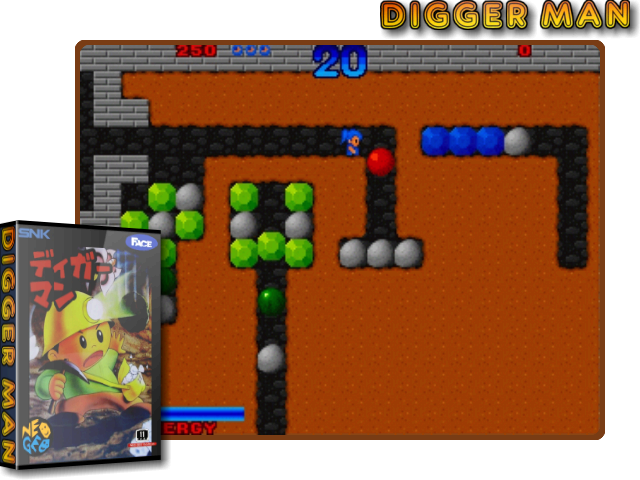 DIGGER MAN
250
20
0
SNK
FACE
ディガー
マン
DIGGER MAN
NEO
GEO
ERGY